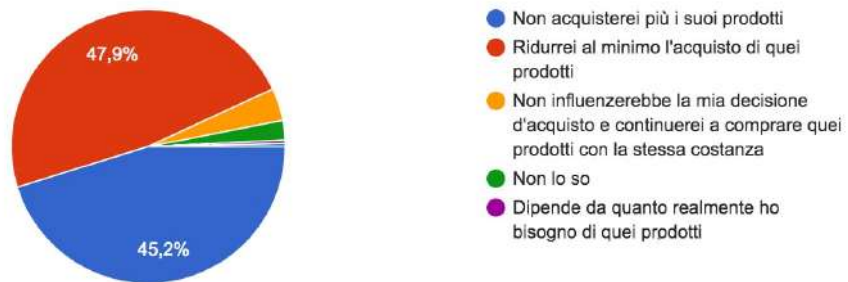 47,9%
45,2%
Non acquisterei più i suoi prodotti
Ridurrei al minimo l'acquisto di quei
prodotti
Non influenzerebbe la mia decisione
d'acquisto e continuerei a comprare quei
prodotti con la stessa costanza
Non lo so
Dipende da quanto realmente ho
bisogno di quei prodotti